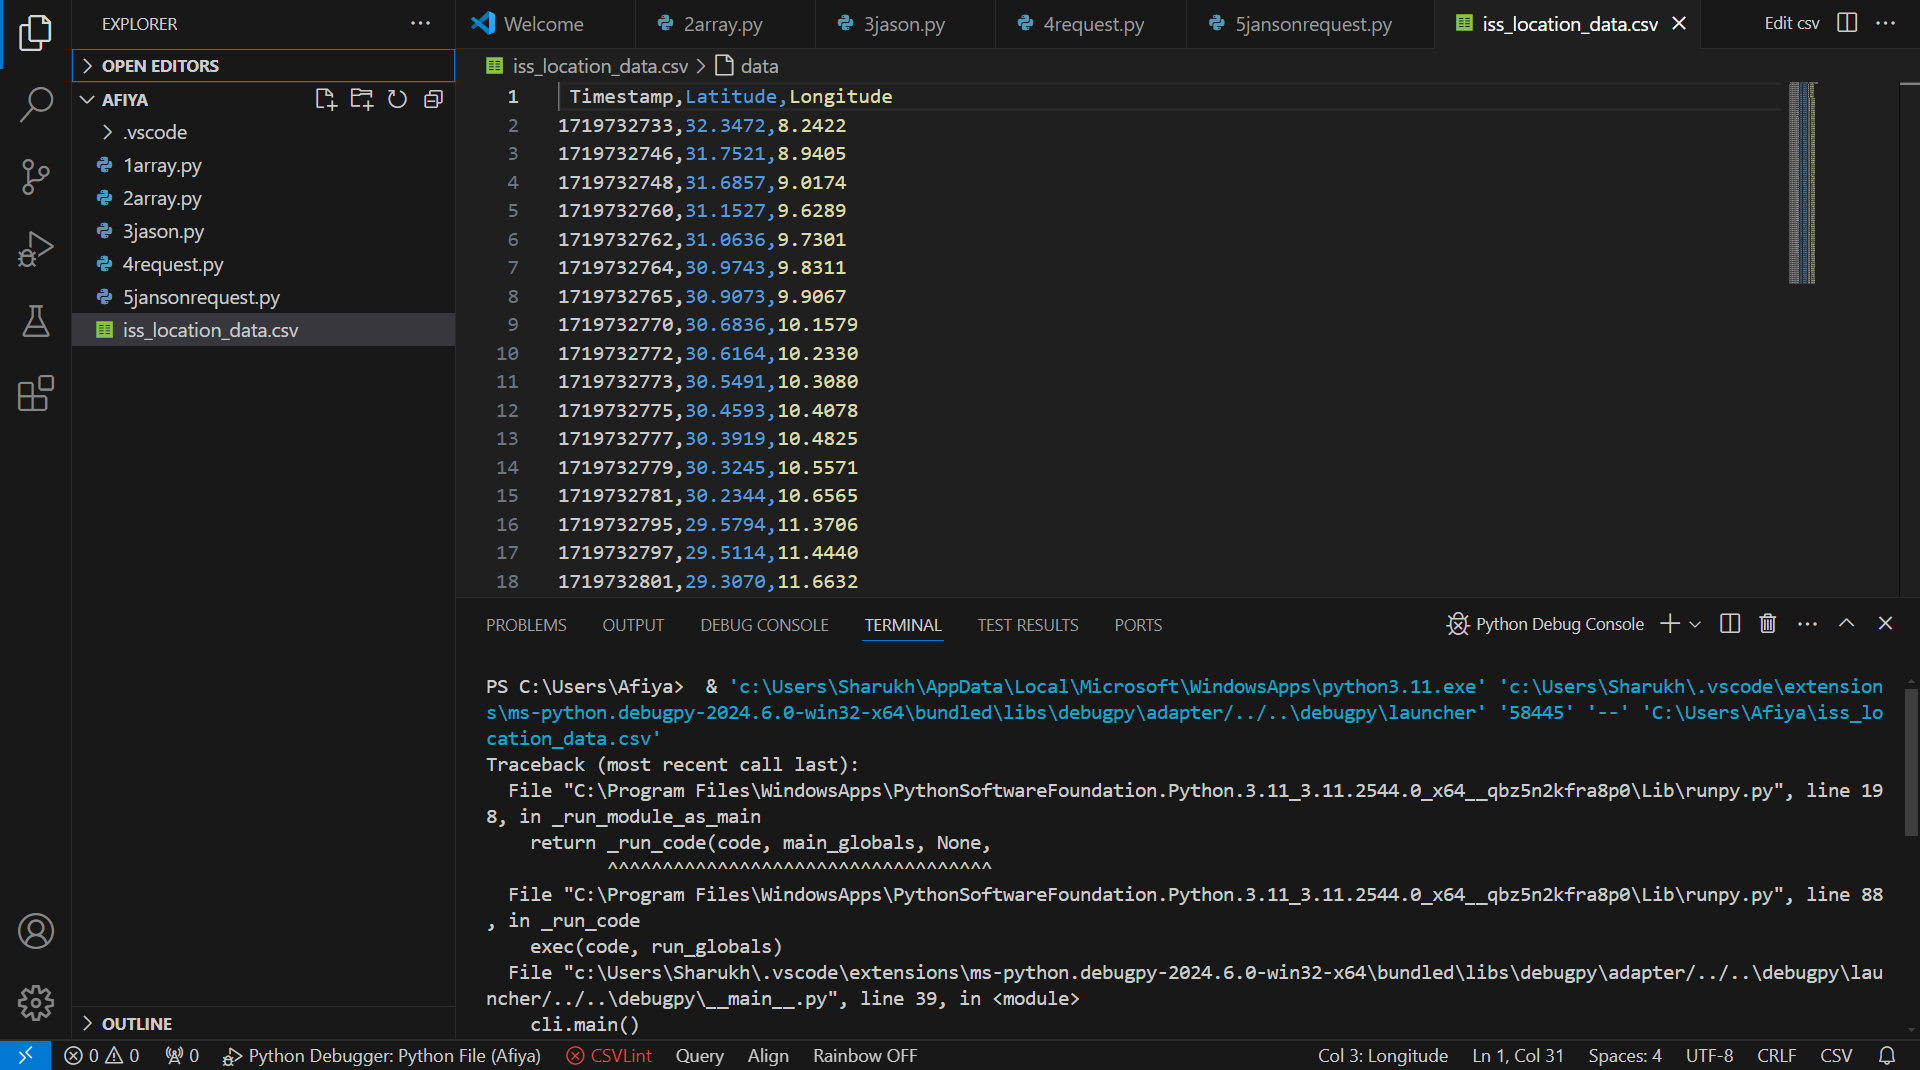 EXPLORER
OPEN EDITORS
AFIYA
.vscode
1array.py
2array.py
3jason.py
4request.py
5jansonrequest.py
iss_location_data.csv
OUTLINE
Welcome
2array.py
3jason.py
4request.py
5jansonrequest.py
iss_location_data.csv
Edit csv
iss_location_data.csv > data
1 Timestamp,Latitude,Longitude
2 1719732733,32.3472,8.2422
3 1719732746,31.7521,8.9405
4 1719732748,31.6857,9.0174
5 1719732760,31.1527,9.6289
6 1719732762,31.0636,9.7301
7 1719732764,30.9743,9.8311
8 1719732765,30.9073,9.9067
9 1719732770,30.6836,10.1579
10 1719732772,30.6164,10.2330
11 1719732773,30.5491,10.3080
12 1719732775,30.4593,10.4078
13 1719732777,30.3919,10.4825
14 1719732779,30.3245,10.5571
15 1719732781,30.2344,10.6565
16 1719732795,29.5794,11.3706
17 1719732797,29.5114,11.4440
18 1719732801,29.3070,11.6632
PROBLEMS OUTPUT DEBUG CONSOLE TERMINAL TEST RESULTS PORTS
Python Debug Console
PS C:\Users\Afiya>  & 'c:\Users\Sharukh\AppData\Local\Microsoft\WindowsApps\python3.11.exe' 'c:\Users\Sharukh\.vscode\extension
s\ms-python.debugpy-2024.6.0-win32-x64\bundled\libs\debugpy\adapter/../..\debugpy\launcher' '58445' '--' 'C:\Users\Afiya\iss_lo
cation_data.csv'
Traceback (most recent call last):
  File "C:\Program Files\WindowsApps\PythonSoftwareFoundation.Python.3.11_3.11.2544.0_x64__qbz5n2kfra8p0\Lib\runpy.py", line 19
8, in _run_module_as_main
    return _run_code(code, main_globals, None,
           ^^^^^^^^^^^^^^^^^^^^^^^^^^^^^^^^^^^
  File "C:\Program Files\WindowsApps\PythonSoftwareFoundation.Python.3.11_3.11.2544.0_x64__qbz5n2kfra8p0\Lib\runpy.py", line 88
, in _run_code
    exec(code, run_globals)
  File "c:\Users\Sharukh\.vscode\extensions\ms-python.debugpy-2024.6.0-win32-x64\bundled\libs\debugpy\adapter/../..\debugpy\lau
ncher/../..\debugpy\__main__.py", line 39, in <module>
    cli.main()
0 0 0 Python Debugger: Python File (Afiya) CSVLint Query Align Rainbow OFF Col 3: Longitude Ln 1, Col 31 Spaces: 4 UTF-8 CRLF CSV